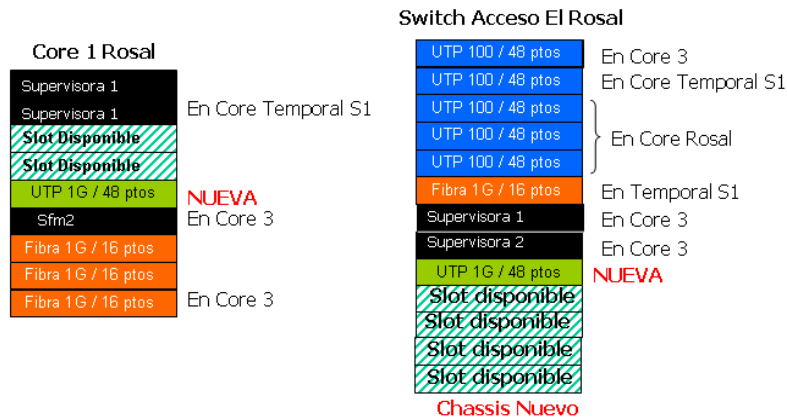 Core 1 Rosal
Supervisora 1
Supervisora 1
En Core Temporal S1
Slot Disponible
Slot Disponible
UTP 1G / 48 ptos
NUEVA
Sfm2
En Core 3
Fibra 1G / 16 ptos
Fibra 1G / 16 ptos
Fibra 1G / 16 ptos
En Core 3
Switch Acceso El Rosal
UTP 100 / 48 ptos
En Core 3
UTP 100 / 48 ptos
En Core Temporal S1
UTP 100 / 48 ptos
UTP 100 / 48 ptos
En Core Rosal
UTP 100 / 48 ptos
Fibra 1G / 16 ptos
En Temporal S1
Supervisora 1
En Core 3
Supervisora 2
En Core 3
UTP 1G / 48 ptos
NUEVA
Slot disponible
Slot disponible
Slot disponible
Slot disponible
Chassis Nuevo